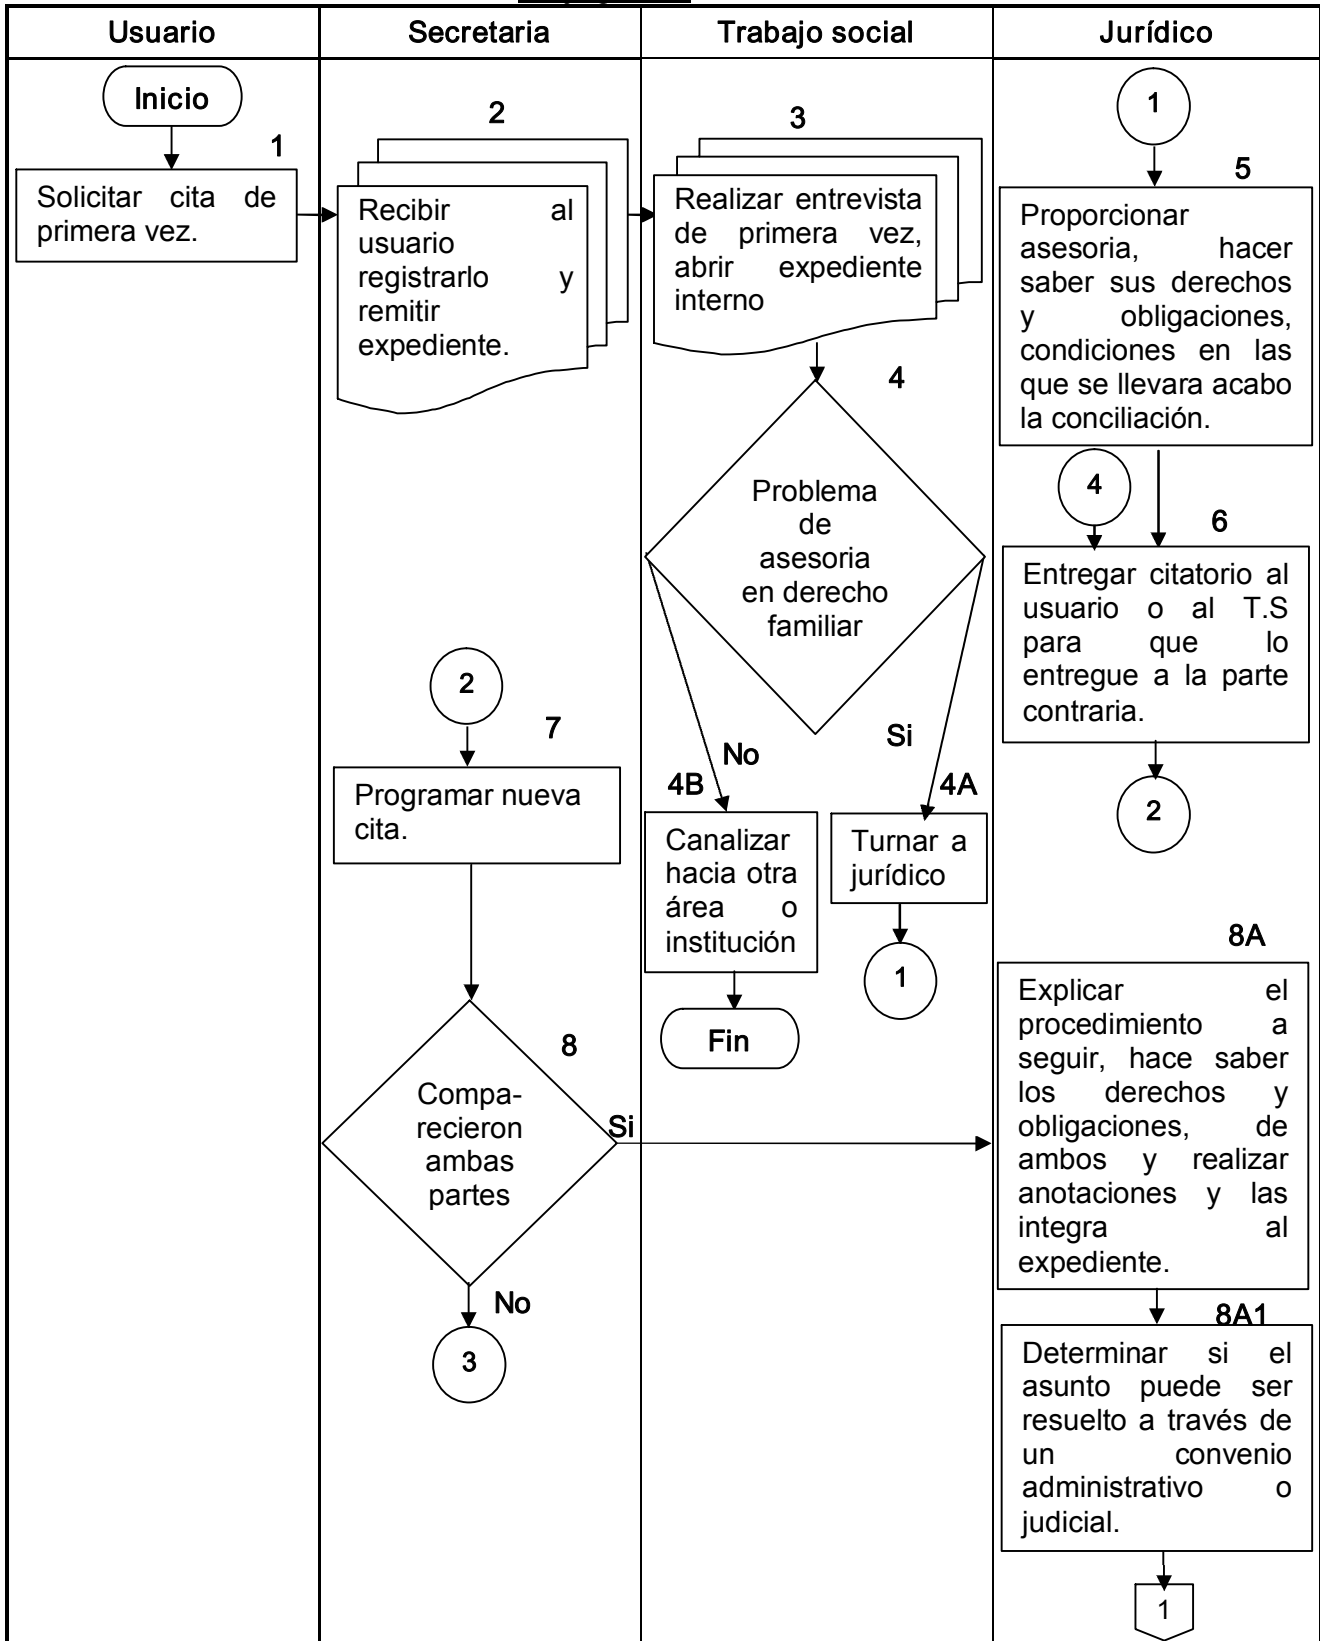 Usuario
Secretaria
Trabajo social
Jurídico
Inicio
1
Solicitar cita de
primera vez.
2
Recibir al
usuario
registrarlo y
remitir
expediente.
3
Realizar entrevista
de primera vez,
abrir expediente
interno
4
Problema
de
asesoria
en derecho
familiar
No
Si
4B
Canalizar
hacia otra
área o
institución
Fin
4A
Turnar a
jurídico
1
1
5
Proporcionar
asesoria, hacer
saber sus derechos
y obligaciones,
condiciones en las
que se llevara acabo
la conciliación.
4
6
Entregar citatorio al
usuario o al T.S
para que lo
entregue a la parte
contraria.
2
2
7
Programar nueva
cita.
8
Compa-
recieron
ambas
partes
Si
No
3
8A
Explicar el
procedimiento a
seguir, hace saber
los derechos y
obligaciones, de
ambos y realizar
anotaciones y las
integra al
expediente.
8A1
Determinar si el
asunto puede ser
resuelto a través de
un convenio
administrativo o
judicial.
1